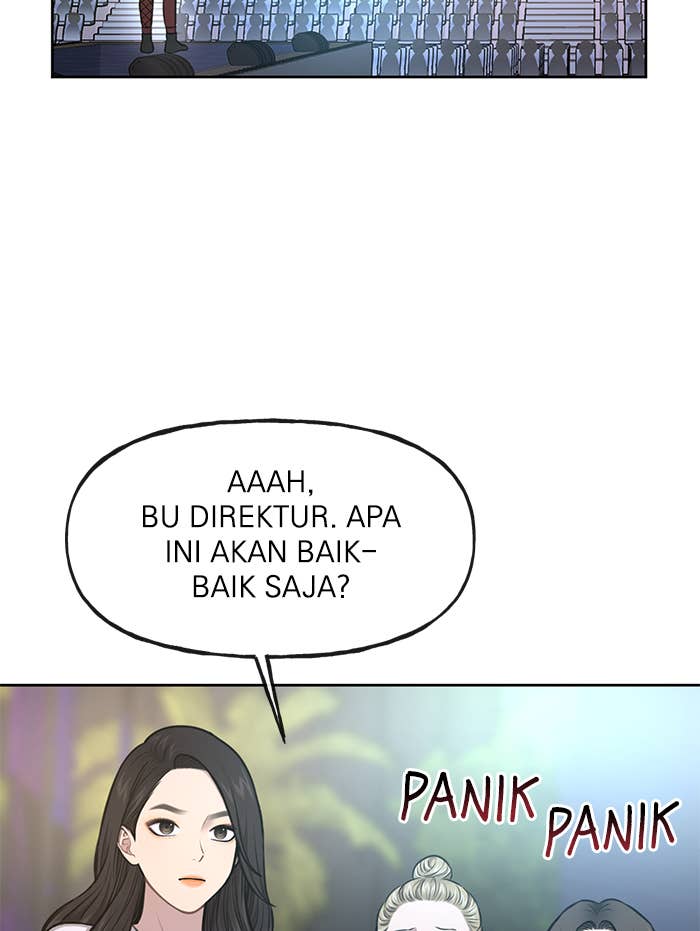 AAAH,
BU DIREKTUR. APA
INI AKAN BAIK-
BAIK SAJA?
PANIK
PANIK